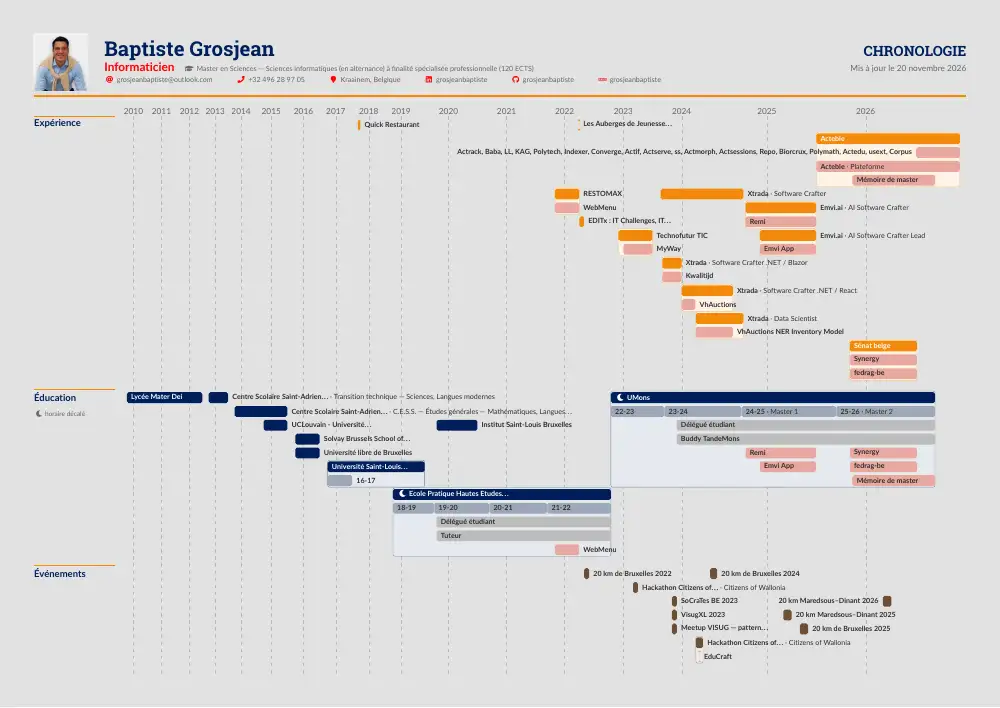 Baptiste Grosjean
CHRONOLOGIE
Informaticien Master en Sciences — Sciences informatiques (en alternance) à finalité spécialisée professionnelle (120 ECTS)
Mis à jour le 20 novembre 2026
grosjeanbaptiste@outlook.com +32 496 28 97 05 Kraainem, Belgique grosjeanbaptiste grosjeanbaptiste grosjeanbaptiste
2010 2011 2012 2013 2014 2015 2016 2017 2018 2019 2020 2021 2022 2023 2024 2025 2026
Expérience
Quick Restaurant
Les Auberges de Jeunesse…
Acteble
Actrack, Baba, LL, KAG, Polytech, Indexer, Converge, Actif, Actserve, ss, Actmorph, Actsessions, Repo, Biorcrux, Polymath, Actedu, usext, Corpus
Acteble · Plateforme
Mémoire de master
RESTOMAX
Xtrada · Software Crafter
WebMenu
Emvi.ai · AI Software Crafter
EDITx : IT Challenges, IT…
Remi
Technofutur TIC
Emvi.ai · AI Software Crafter Lead
MyWay
Emvi App
Xtrada · Software Crafter .NET / Blazor
Kwalitijd
Xtrada · Software Crafter .NET / React
VhAuctions
Xtrada · Data Scientist
VhAuctions NER Inventory Model
Sénat belge
Synergy
fedrag-be
Éducation
horaire décalé
Lycée Mater Dei
Centre Scolaire Saint-Adrien… · Transition technique — Sciences, Langues modernes
UMons
Centre Scolaire Saint-Adrien… · C.E.S.S. — Études générales — Mathématiques, Langues…
22-23 23-24 24-25 · Master 1 25-26 · Master 2
UCLouvain - Université…
Institut Saint-Louis Bruxelles
Délégué étudiant
Solvay Brussels School of…
Buddy TandeMons
Université libre de Bruxelles
Remi
Synergy
Université Saint-Louis…
Emvi App
fedrag-be
16-17
Mémoire de master
Ecole Pratique Hautes Etudes…
18-19 19-20 20-21 21-22
Délégué étudiant
Tuteur
WebMenu
Événements
20 km de Bruxelles 2022
20 km de Bruxelles 2024
Hackathon Citizens of… · Citizens of Wallonia
SoCraTes BE 2023
20 km Maredsous–Dinant 2026
VisugXL 2023
20 km Maredsous–Dinant 2025
Meetup VISUG — pattern…
20 km de Bruxelles 2025
Hackathon Citizens of… · Citizens of Wallonia
EduCraft